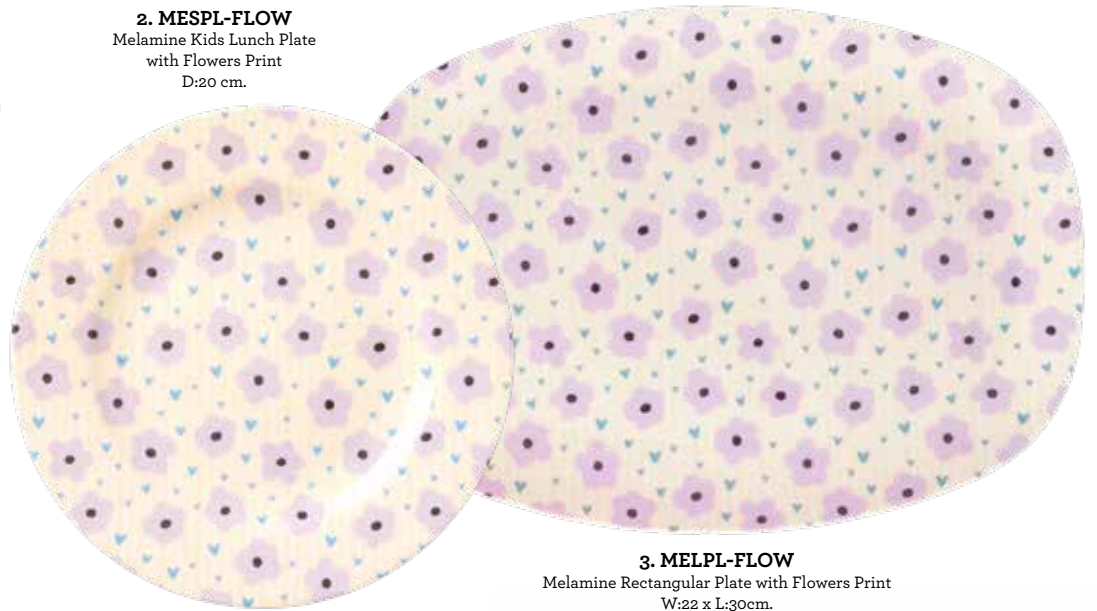 2. MESPL-FLOW
Melamine Kids Lunch Plate
with Flowers Print
D:20 cm.
3. MELPL-FLOW
Melamine Rectangular Plate with Flowers Print
W:22 x L:30cm.